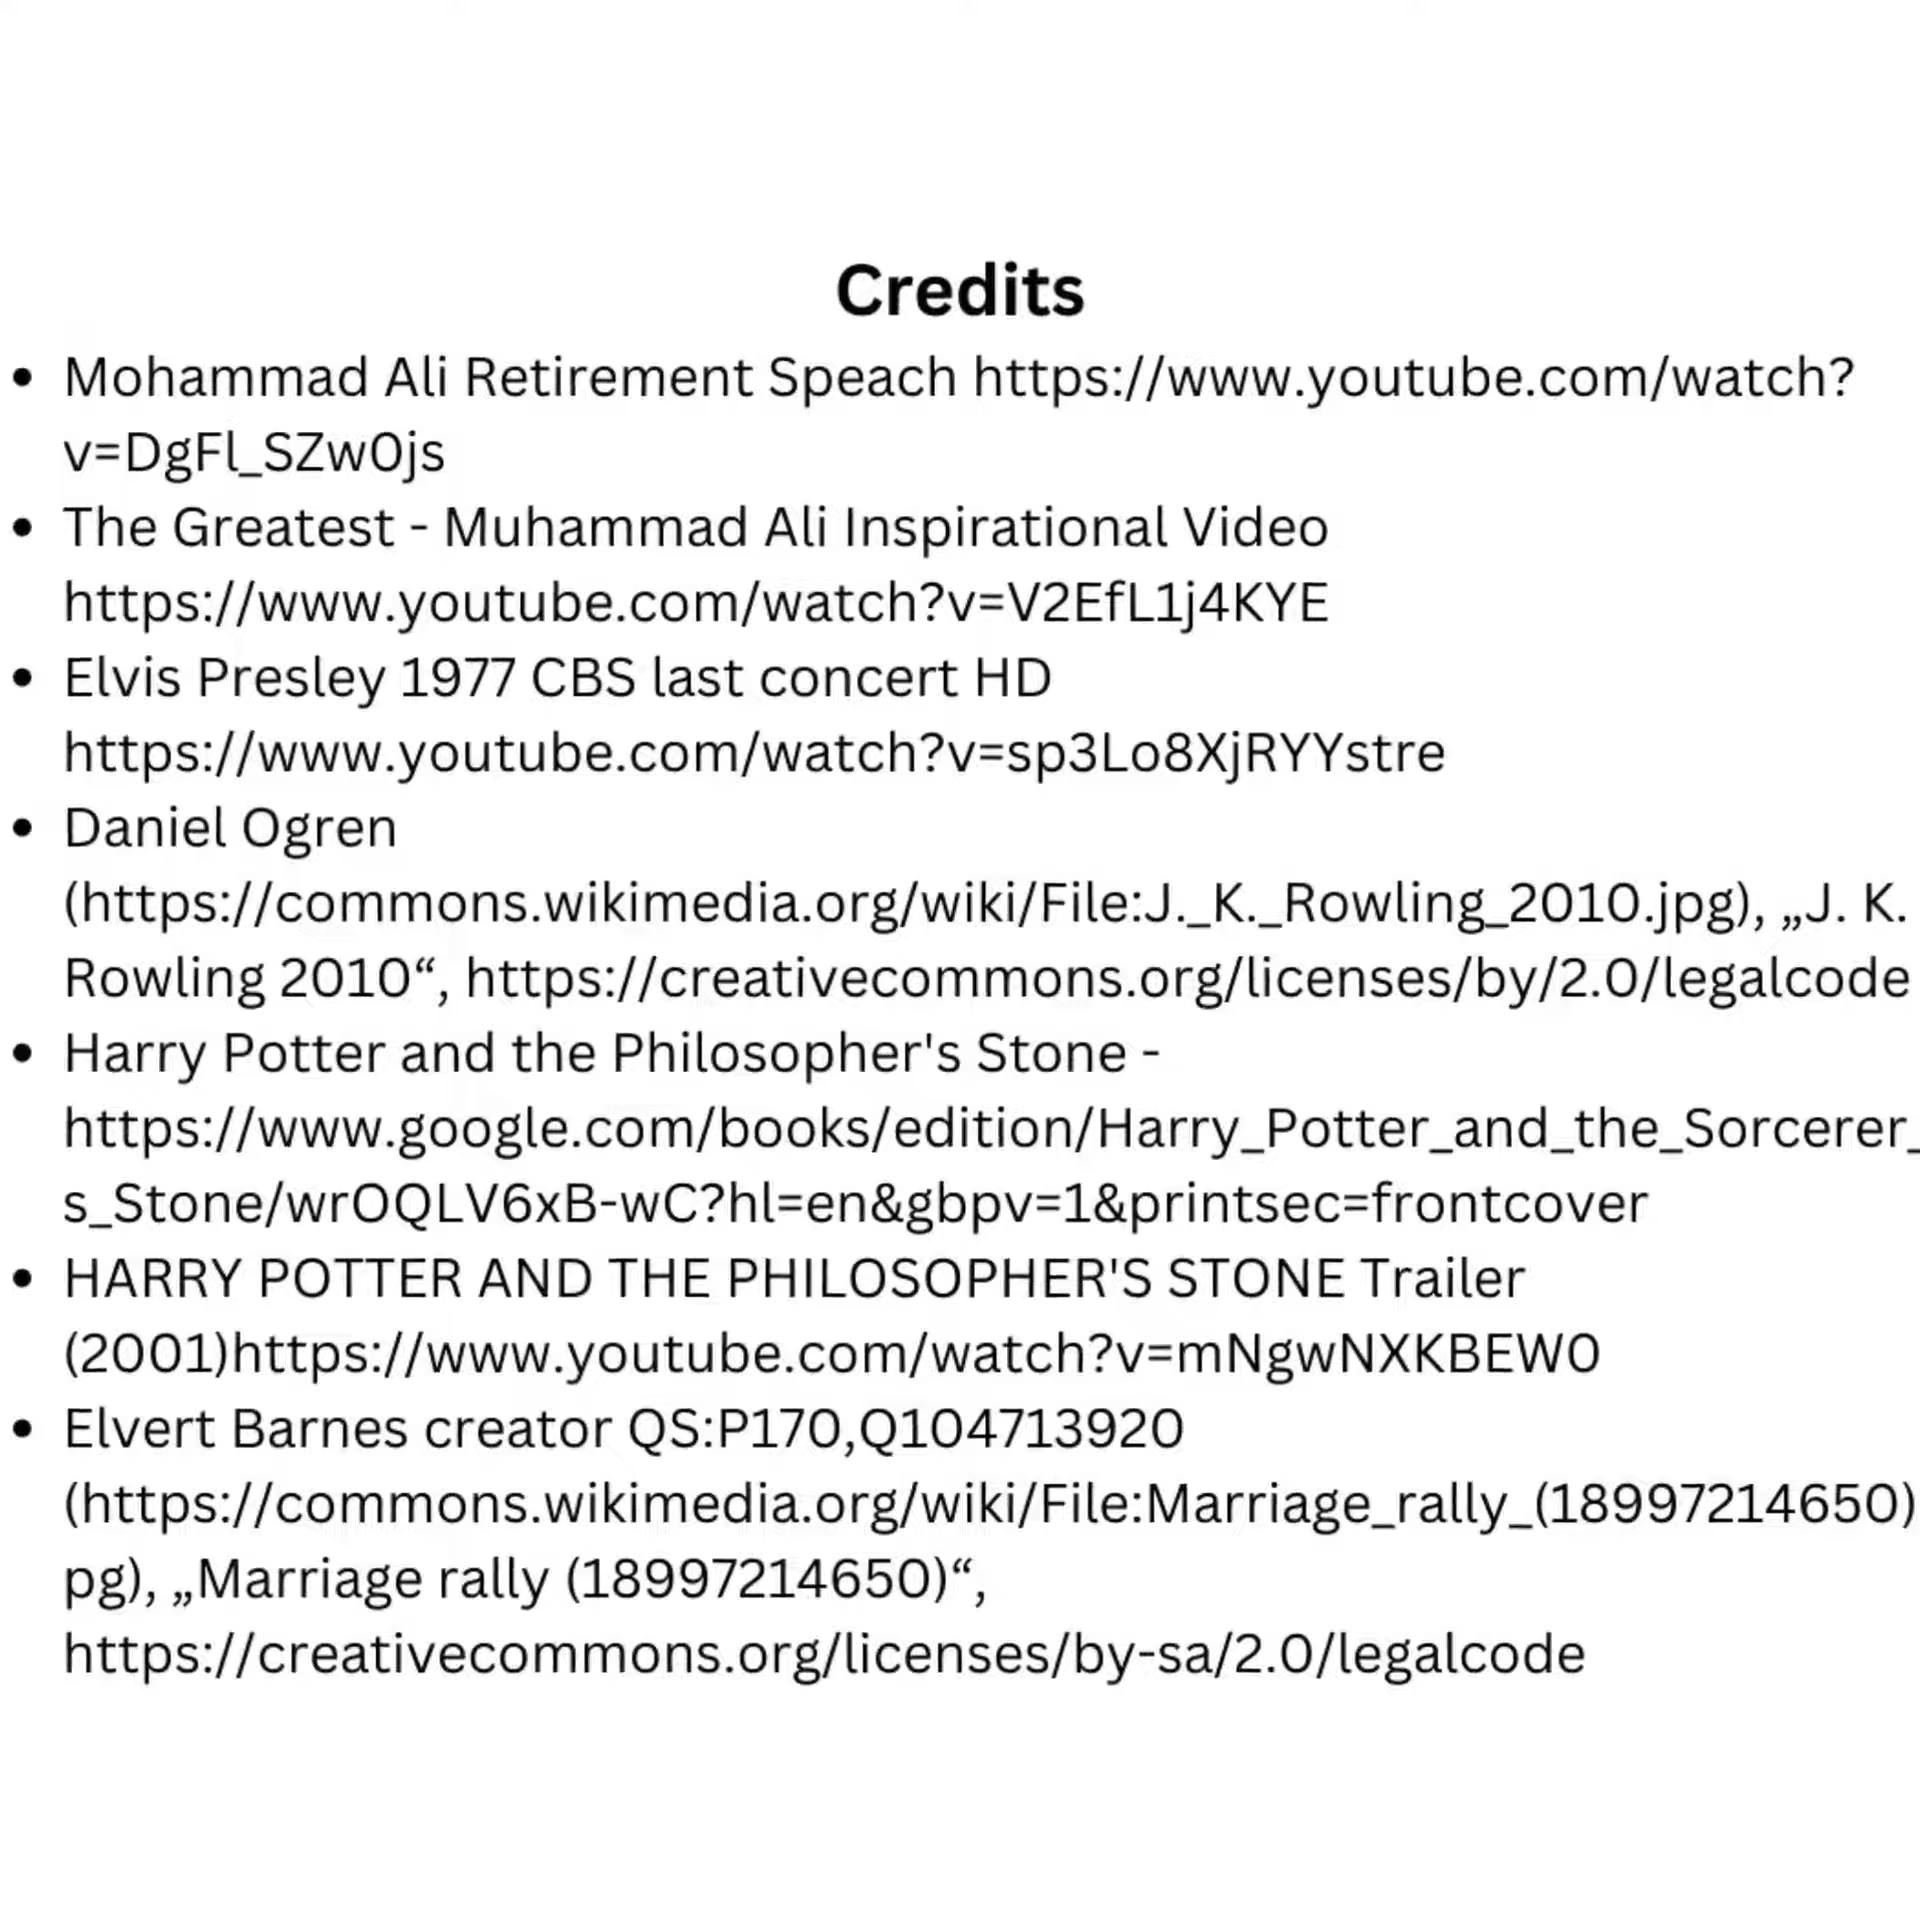 Credits
• Mohammad Ali Retirement Speach https://www.youtube.com/watch?
v=DgFl_SZw0js
• The Greatest - Muhammad Ali Inspirational Video
https://www.youtube.com/watch?v=V2EfL1j4KYE
• Elvis Presley 1977 CBS last concert HD
https://www.youtube.com/watch?v=sp3Lo8XjRYYstre
• Daniel Ogren
(https://commons.wikimedia.org/wiki/File:J._K._Rowling_2010.jpg), „J. K.
Rowling 2010“, https://creativecommons.org/licenses/by/2.0/legalcode
• Harry Potter and the Philosopher's Stone -
https://www.google.com/books/edition/Harry_Potter_and_the_Sorcerer_
s_Stone/wrOQLV6xB-wC?hl=en&gbpv=1&printsec=frontcover
• HARRY POTTER AND THE PHILOSOPHER'S STONE Trailer
(2001)https://www.youtube.com/watch?v=mNgwNXKBEW0
• Elvert Barnes creator QS:P170,Q104713920
(https://commons.wikimedia.org/wiki/File:Marriage_rally_(18997214650)
pg), „Marriage rally (18997214650)“,
https://creativecommons.org/licenses/by-sa/2.0/legalcode